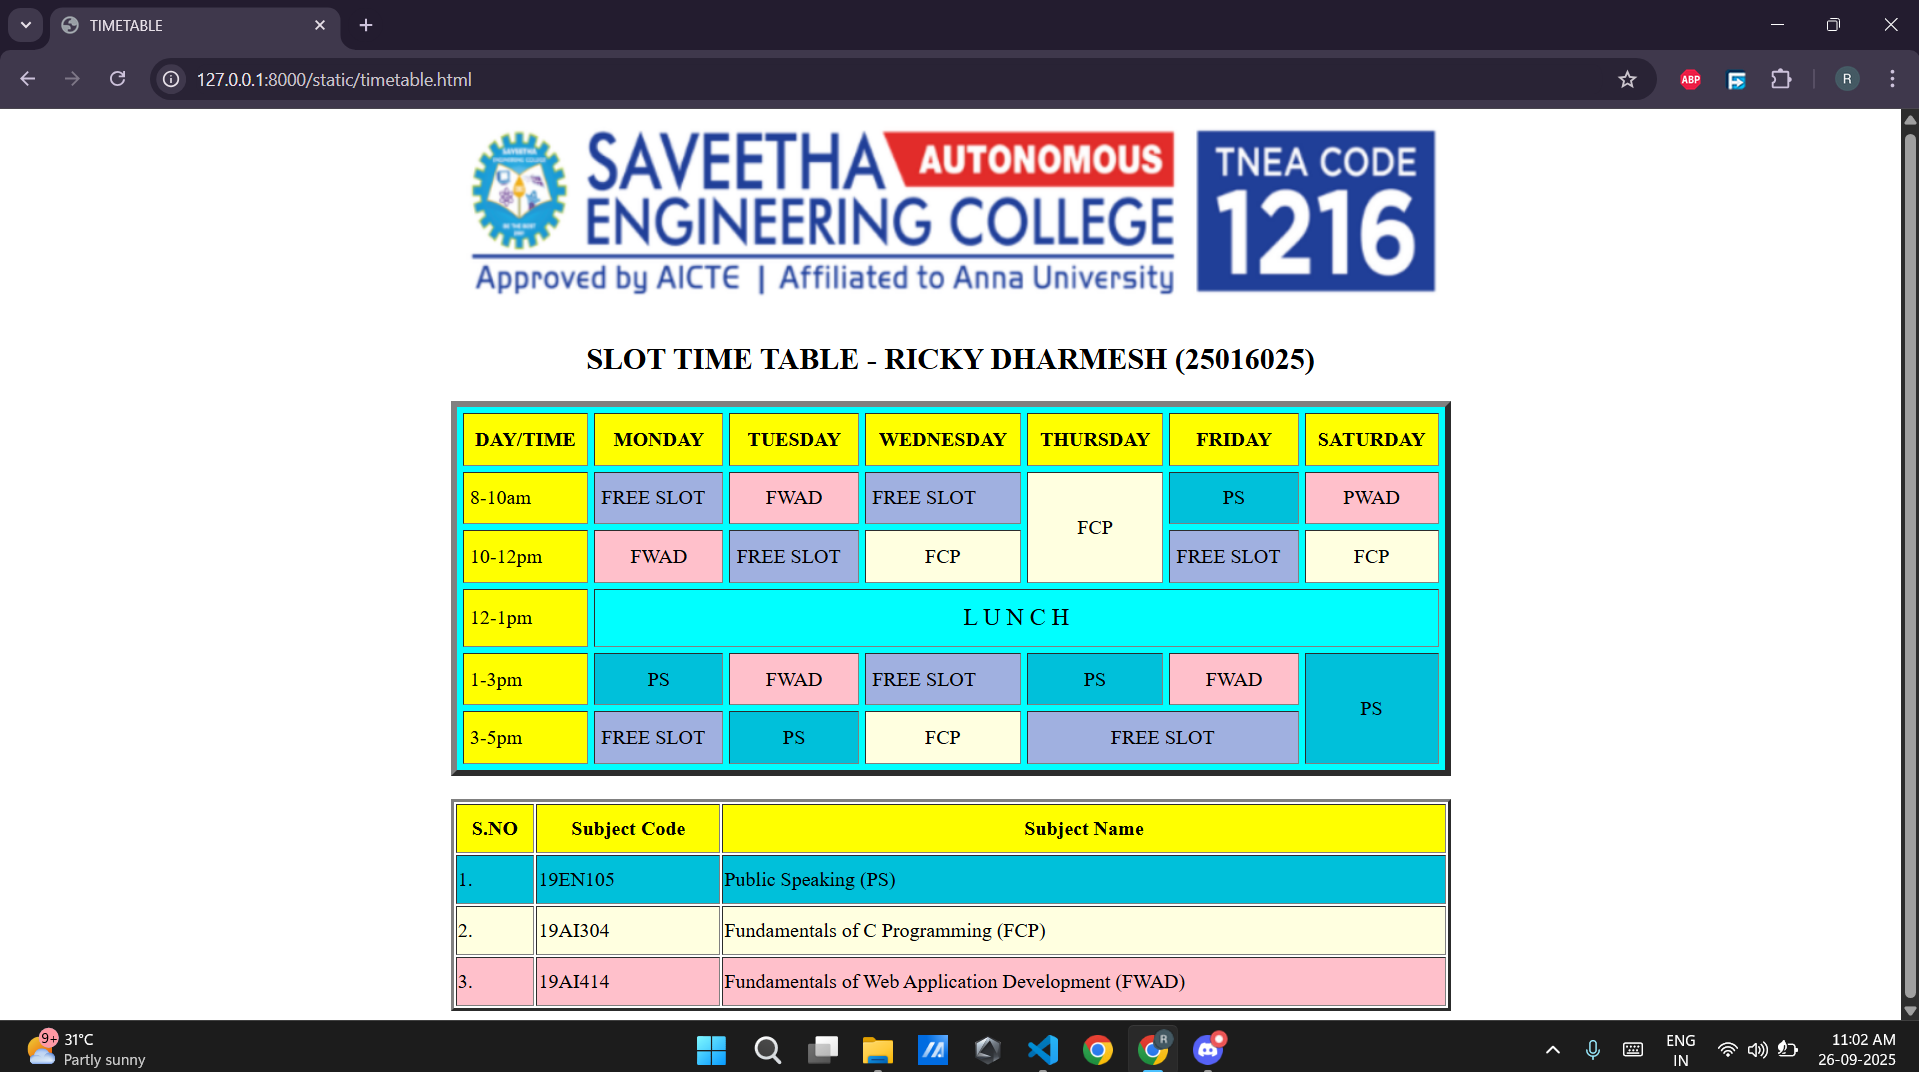 TIMETABLE
127.0.0.1:8000/static/timetable.html
ABP
R
SAVEETHA AUTONOMOUS
ENGINEERING COLLEGE
Approved by AICTE | Affiliated to Anna University
TNEA CODE
1216
SAVEETHA
SLOT TIME TABLE - RICKY DHARMESH (25016025)
DAY/TIME MONDAY TUESDAY WEDNESDAY THURSDAY FRIDAY SATURDAY
8-10am FREE SLOT FWAD FREE SLOT FCP PS PWAD
10-12pm FWAD FREE SLOT FCP FREE SLOT FCP
12-1pm L U N C H
1-3pm PS FWAD FREE SLOT PS FWAD PS
3-5pm FREE SLOT PS FCP FREE SLOT
S.NO Subject Code Subject Name
1. 19EN105 Public Speaking (PS)
2. 19AI304 Fundamentals of C Programming (FCP)
3. 19AI414 Fundamentals of Web Application Development (FWAD)
9+
31°C
Partly sunny
R
ENG
IN
11:02 AM
26-09-2025